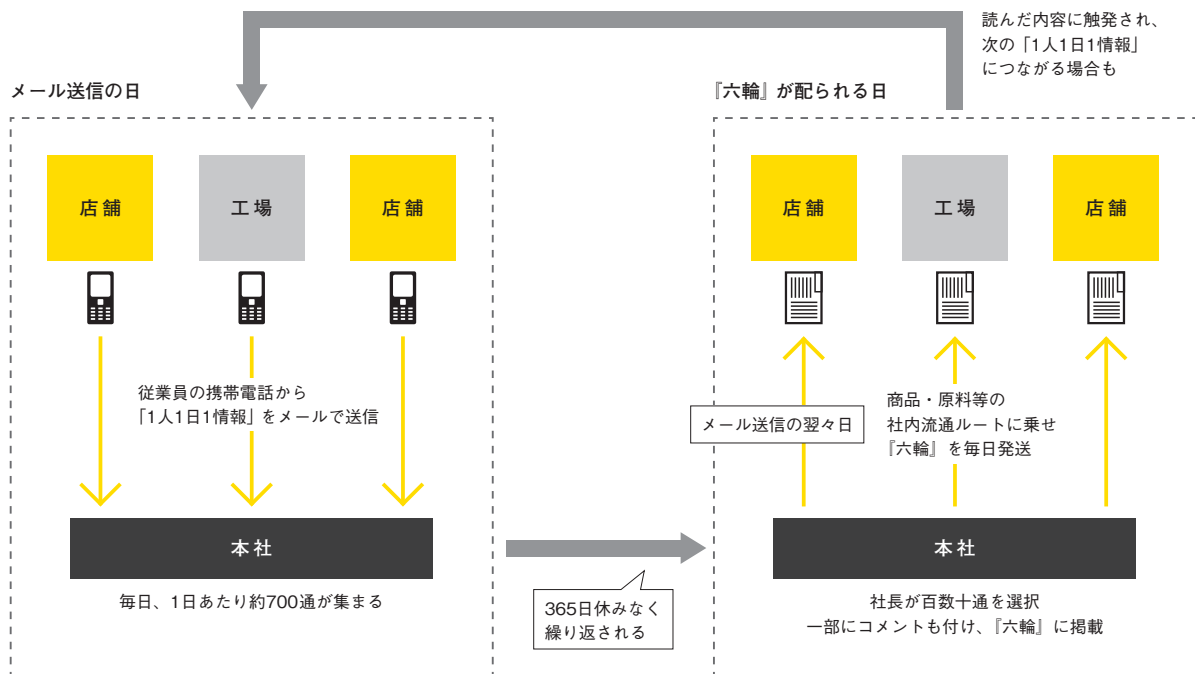 読んだ内容に触発され、
次の「1人1日1情報」
につながる場合も
メール送信の日
店舗
工場
店舗
従業員の携帯電話から
「1人1日1情報」をメールで送信
本社
毎日、1日あたり約700通が集まる
365日休みなく
繰り返される
『六輪』が配られる日
店舗
工場
店舗
メール送信の翌々日
商品・原料等の
社内流通ルートに乗せ
『六輪』を毎日発送
本社
社長が百数十通を選択
一部にコメントも付け、『六輪』に掲載